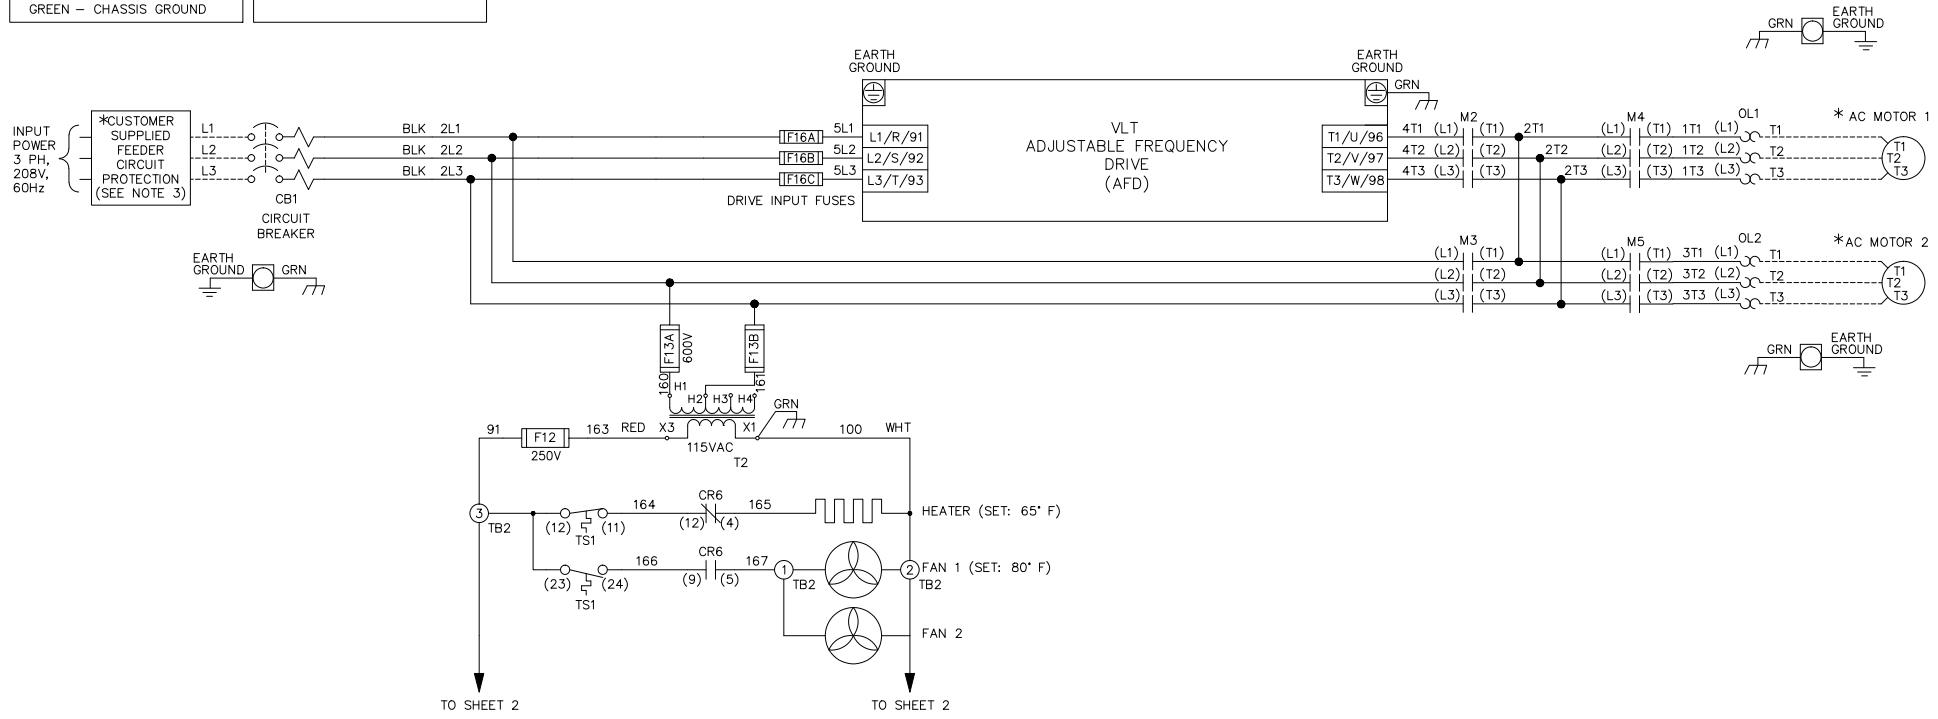 GREEN – CHASSIS GROUND
GRN
EARTH
GROUND
EARTH
GROUND
EARTH
GROUND
GRN
INPUT
POWER
3 PH,
208V,
60Hz
*CUSTOMER
SUPPLIED
FEEDER
CIRCUIT
PROTECTION
(SEE NOTE 3)
L1
L2
L3
CB1
CIRCUIT
BREAKER
BLK 2L1
BLK 2L2
BLK 2L3
F16A
F16B
F16C
5L1
5L2
5L3
DRIVE INPUT FUSES
L1/R/91
L2/S/92
L3/T/93
VLT
ADJUSTABLE FREQUENCY
DRIVE
(AFD)
T1/U/96
T2/V/97
T3/W/98
M2
4T1 (L1) (T1) 2T1
4T2 (L2) (T2) 2T2
4T3 (L3) (T3) 2T3
M4
(L1) (T1) 1T1 (L1)
(L2) (T2) 1T2 (L2)
(L3) (T3) 1T3 (L3)
OL1
T1
T2
T3
* AC MOTOR 1
T1
T2
T3
EARTH
GROUND
GRN
M3
(L1) (T1)
(L2) (T2)
(L3) (T3)
M5
(L1) (T1) 3T1 (L1)
(L2) (T2) 3T2 (L2)
(L3) (T3) 3T3 (L3)
OL2
T1
T2
T3
*AC MOTOR 2
T1
T2
T3
GRN
EARTH
GROUND
F13A
600V
F13B
160
161
H1
H2 H3 H4
GRN
91
F12
250V
163 RED X3
X1
100 WHT
115VAC
T2
3
TB2
(12) (11)
TS1
164
CR6
(12) (4)
165
HEATER (SET: 65° F)
(23) (24)
TS1
166
CR6
(9) (5)
167
1
TB2
2
TB2
FAN 1 (SET: 80° F)
FAN 2
TO SHEET 2
TO SHEET 2